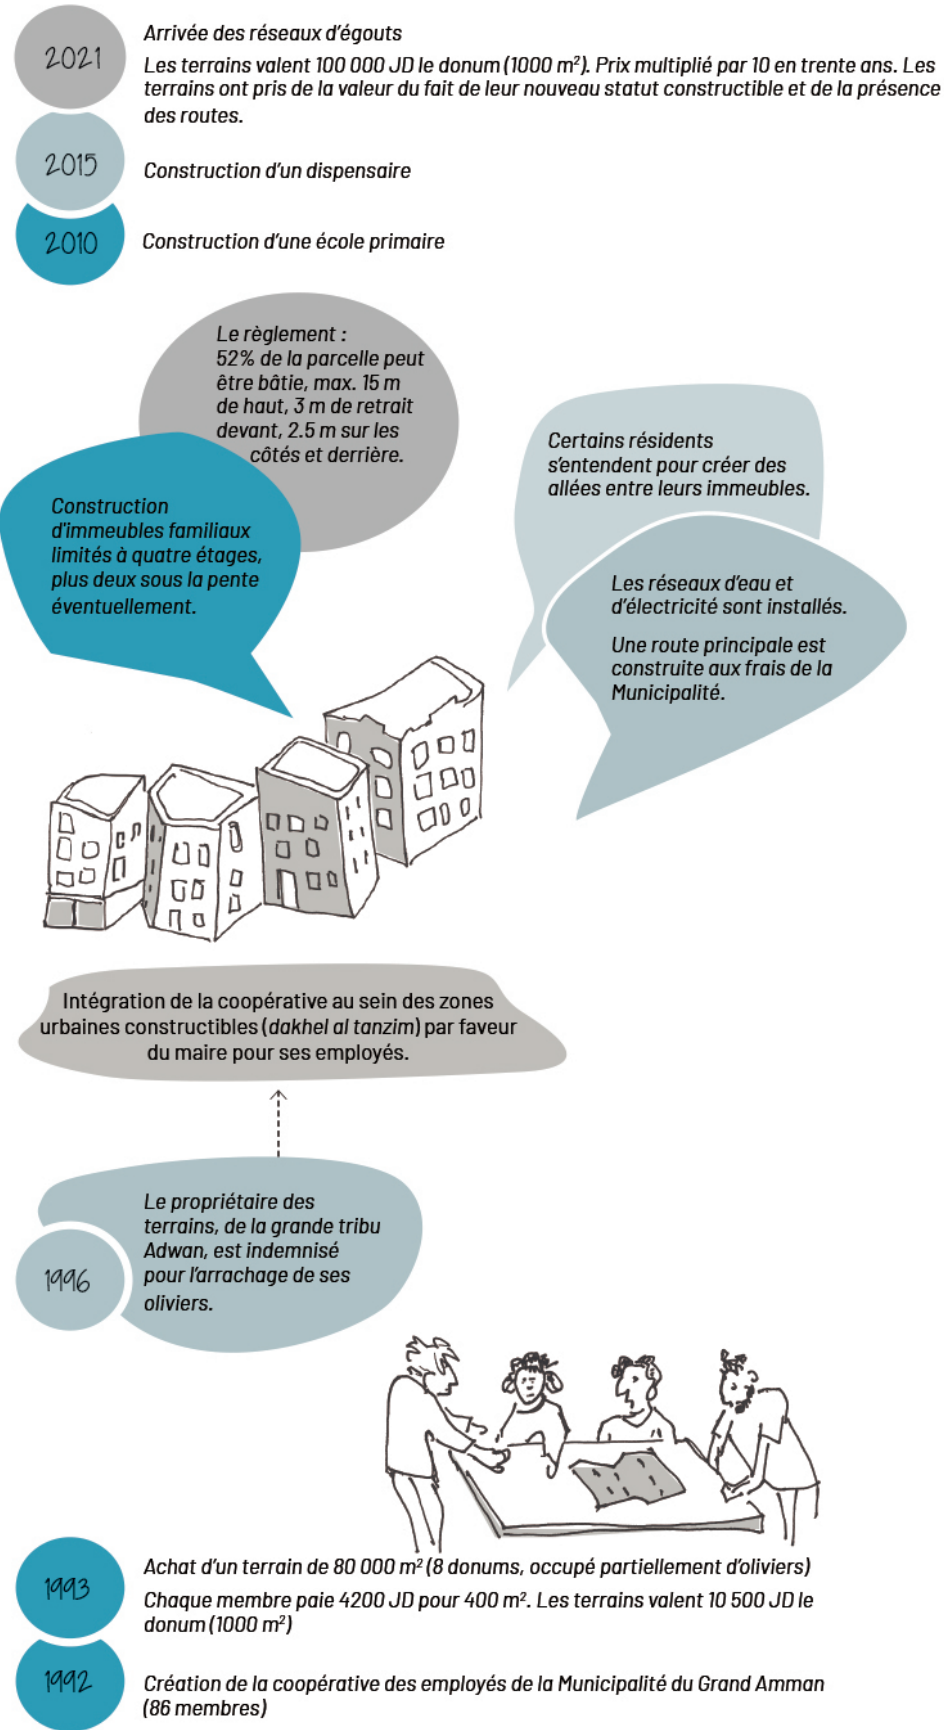 2021
Arrivée des réseaux d'égouts
Les terrains valent 100 000 JD le donum (1000 m²). Prix multiplié par 10 en trente ans. Les
terrains ont pris de la valeur du fait de leur nouveau statut constructible et de la présence
des routes.
2015
Construction d'un dispensaire
2010
Construction d'une école primaire
Le règlement :
52% de la parcelle peut
être bâtie, max. 15 m
de haut, 3 m de retrait
devant, 2.5 m sur les
côtés et derrière.
Construction
d'immeubles familiaux
limités à quatre étages,
plus deux sous la pente
éventuellement.
Certains résidents
s'entendent pour créer des
allées entre leurs immeubles.
Les réseaux d'eau et
d'électricité sont installés.
Une route principale est
construite aux frais de la
Municipalité.
Intégration de la coopérative au sein des zones
urbaines constructibles (dakhel al tanzim) par faveur
du maire pour ses employés.
1996
Le propriétaire des
terrains, de la grande tribu
Adwan, est indemnisé
pour l'arrachage de ses
oliviers.
1993
Achat d'un terrain de 80 000 m² (8 donums, occupé partiellement d'oliviers)
Chaque membre paie 4200 JD pour 400 m². Les terrains valent 10 500 JD le
donum (1000 m²)
1992
Création de la coopérative des employés de la Municipalité du Grand Amman
(86 membres)